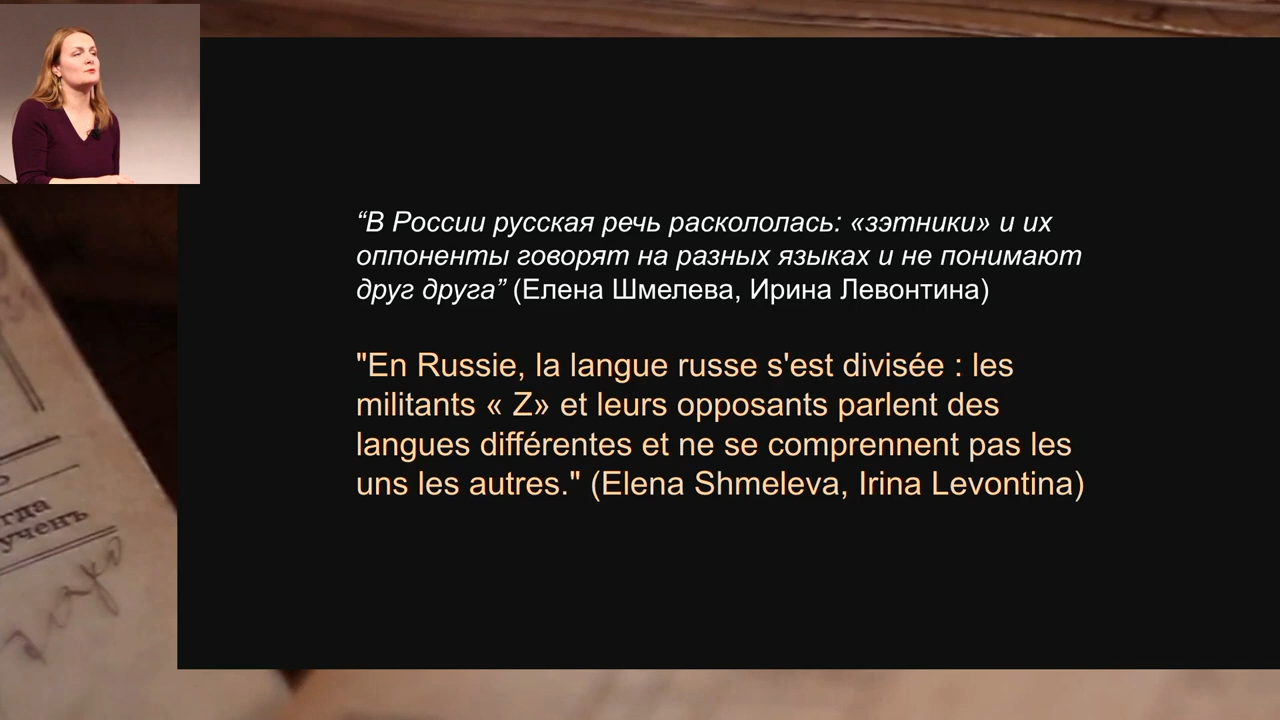 “В России русская речь раскололась: «зэтники» и их
оппоненты говорят на разных языках и не понимают
друг друга” (Елена Шмелева, Ирина Левонтина)
"En Russie, la langue russe s'est divisée : les
militants « Z» et leurs opposants parlent des
langues différentes et ne se comprennent pas les
uns les autres." (Elena Shmeleva, Irina Levontina)